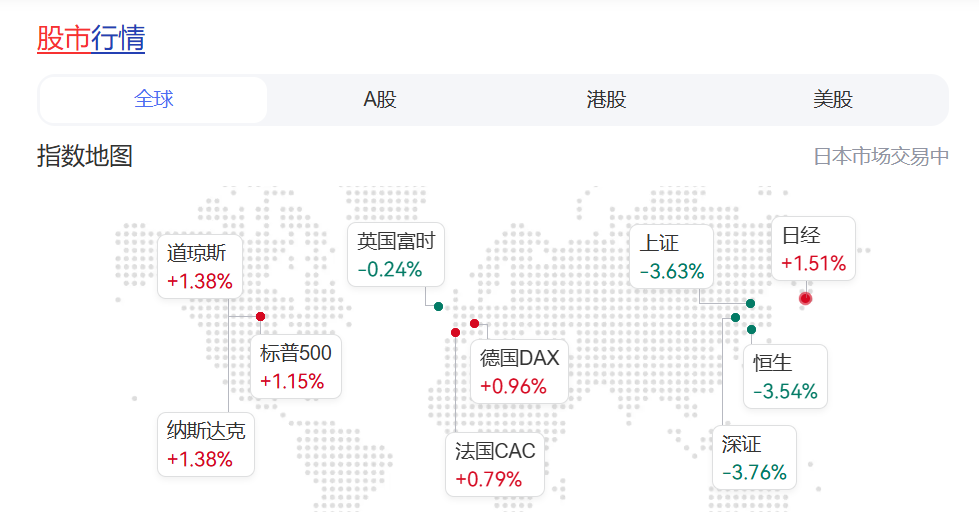 股市行情
全球 A股 港股 美股
指数地图 日本市场交易中
道琼斯
+1.38%
标普500
+1.15%
纳斯达克
+1.38%
英国富时
-0.24%
德国DAX
+0.96%
法国CAC
+0.79%
上证
-3.63%
日经
+1.51%
恒生
-3.54%
深证
-3.76%